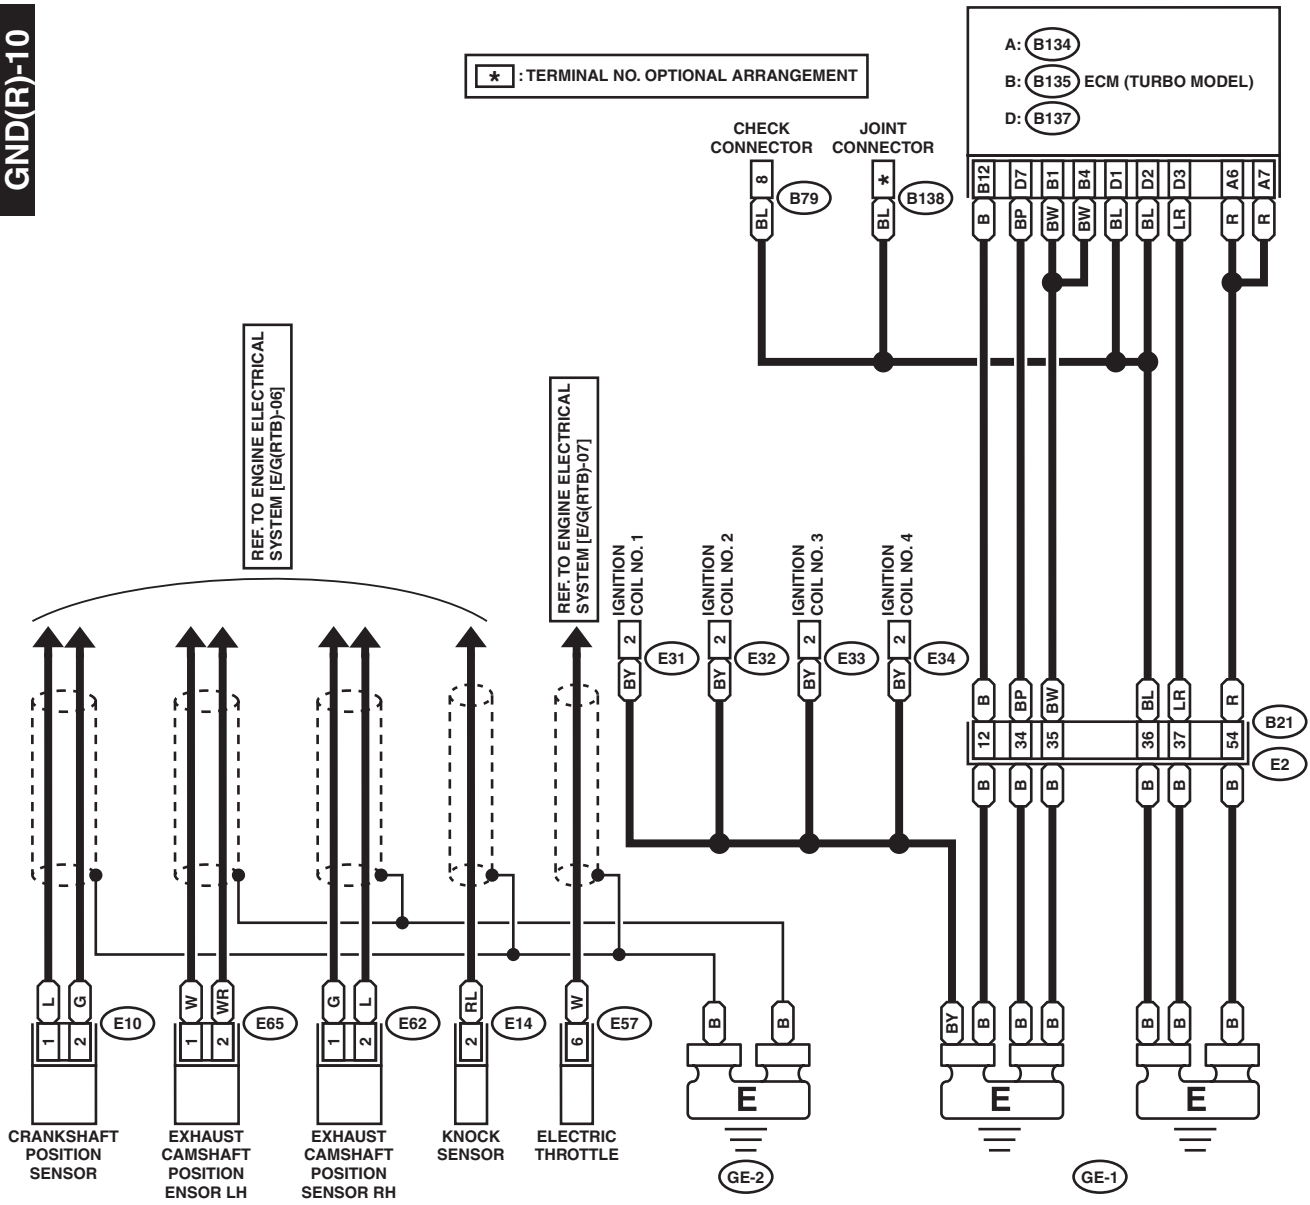 GND(R)-10
A: B134
B: B135 ECM (TURBO MODEL)
D: B137
* : TERMINAL NO. OPTIONAL ARRANGEMENT
CHECK
CONNECTOR
JOINT
CONNECTOR
8
B79
*
B138
B12 D7 B1 B4 D1 D2 D3 A6 A7
BL BL B BP BW BW BL BL LR R R
REF. TO ENGINE ELECTRICAL
SYSTEM [E/G(RTB)-06]
REF. TO ENGINE ELECTRICAL
SYSTEM [E/G(RTB)-07]
IGNITION
COIL NO. 1
IGNITION
COIL NO. 2
IGNITION
COIL NO. 3
IGNITION
COIL NO. 4
2 E31 2 E32 2 E33 2 E34
BY BY BY BY
B BP BW BL LR R
B21
12 34 35 36 37 54
E2
B B B B B B
L G W WR G L RL W
B B BY B B B B B B
1 2 E10 1 2 E65 1 2 E62 2 E14 6 E57
E E E
CRANKSHAFT
POSITION
SENSOR
EXHAUST
CAMSHAFT
POSITION
ENSOR LH
EXHAUST
CAMSHAFT
POSITION
SENSOR RH
KNOCK
SENSOR
ELECTRIC
THROTTLE
GE-2
GE-1